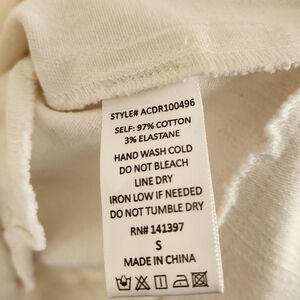 STYLE# ACDR100496
SELF: 97% COTTON
3% ELASTANE
HAND WASH COLD
DO NOT BLEACH
LINE DRY
IRON LOW IF NEEDED
DO NOT TUMBLE DRY
RN# 141397
S
MADE IN CHINA